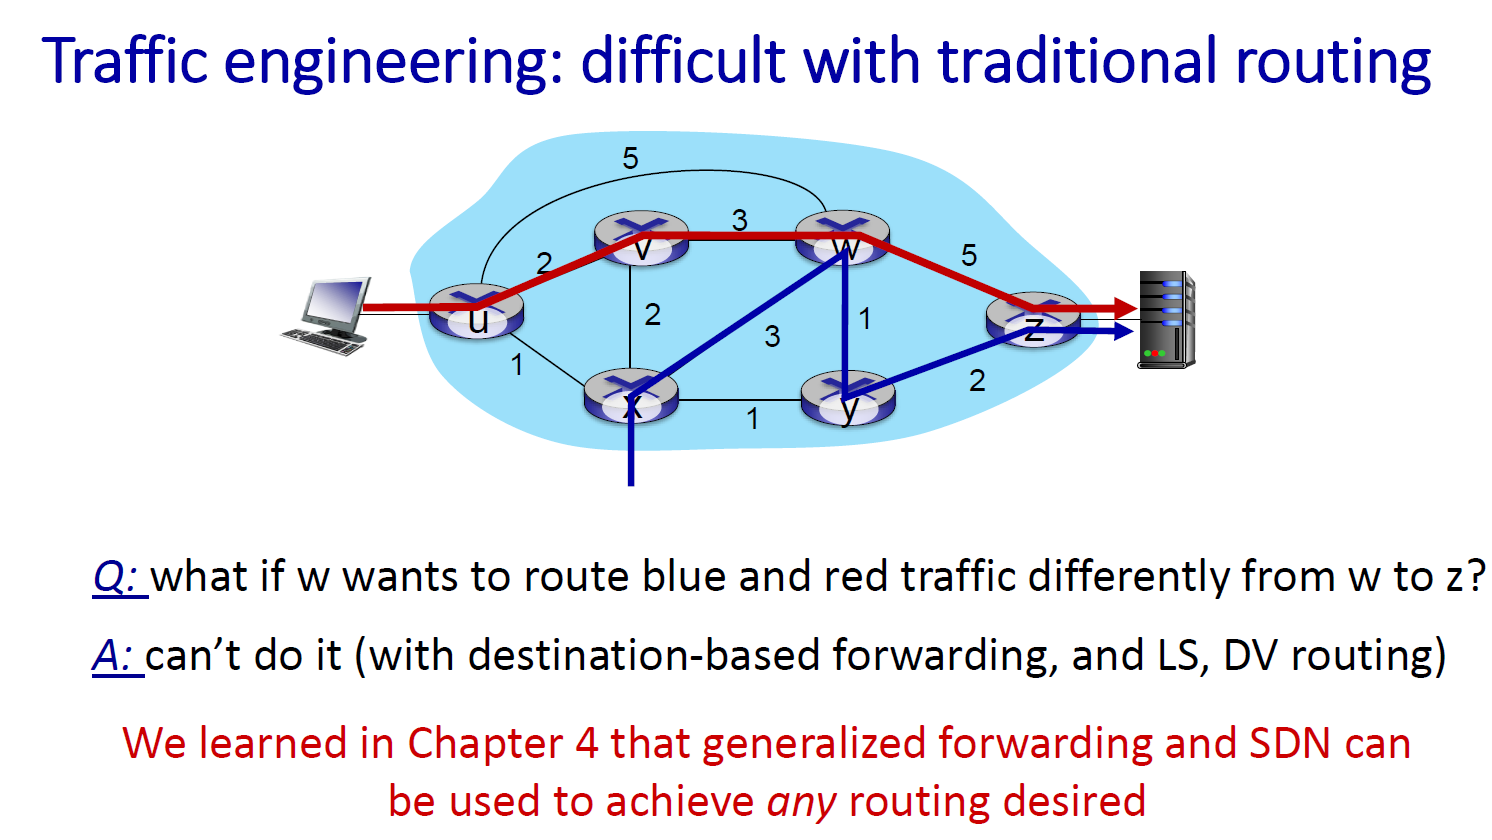 Traffic engineering: difficult with traditional routing
5
3
v
w
2
5
u
2
1
z
3
1
2
x
y
1
Q: what if w wants to route blue and red traffic differently from w to z?
A: can’t do it (with destination-based forwarding, and LS, DV routing)
We learned in Chapter 4 that generalized forwarding and SDN can
be used to achieve any routing desired